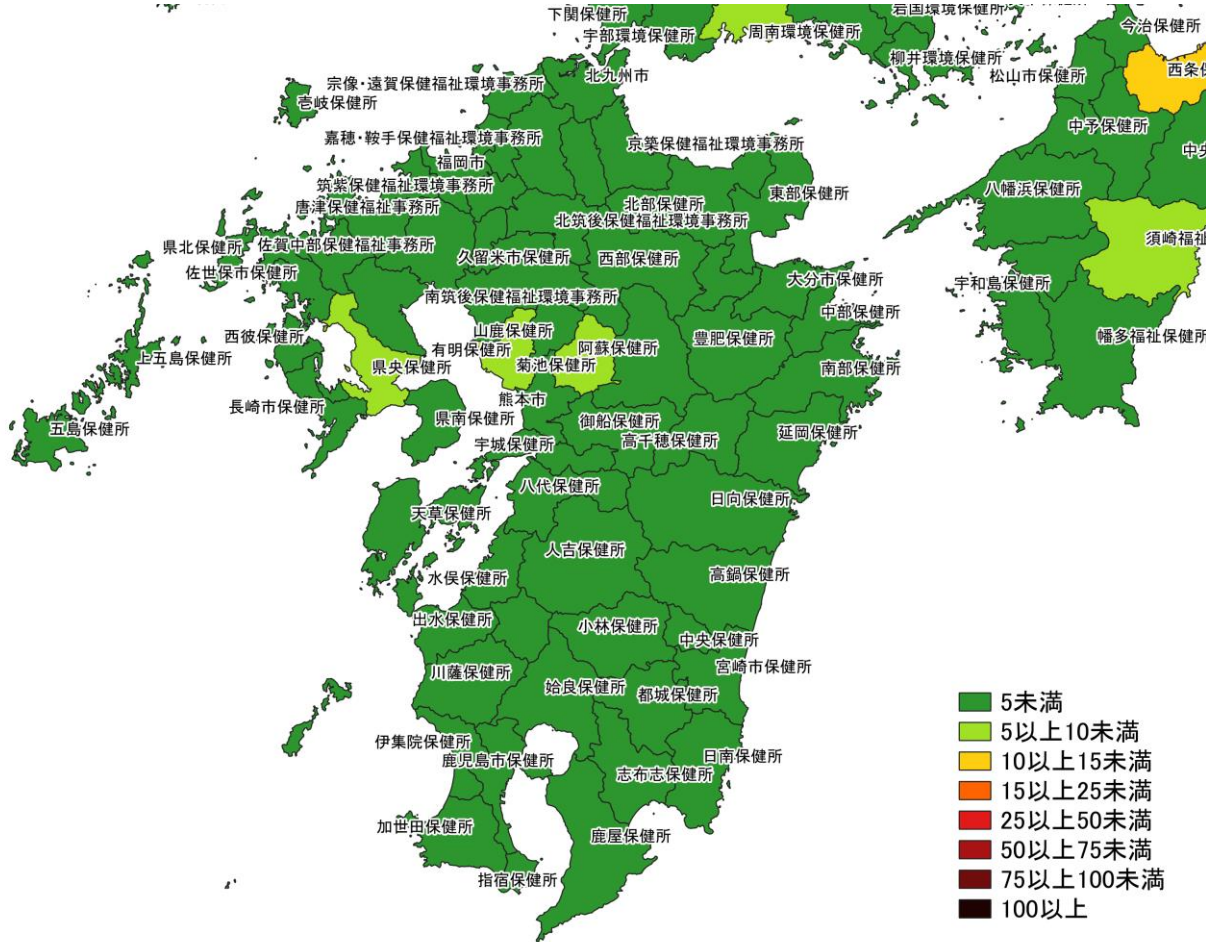 下関保健所
岩国環境保健所
今治保健所
宇部環境保健所
周南環境保健所
柳井環境保健所
北九州市
松山市保健所
西条保
宗像・遠賀保健福祉環境事務所
壱岐保健所
中予保健所
嘉穂・鞍手保健福祉環境事務所
京築保健福祉環境事務所
中央
福岡市
筑紫保健福祉環境事務所
東部保健所
八幡浜保健所
唐津保健福祉事務所
北部保健所
北筑後保健福祉環境事務所
県北保健所
佐賀中部保健福祉事務所
須崎福祉
久留米市保健所
西部保健所
佐世保市保健所
大分市保健所
宇和島保健所
南筑後保健福祉環境事務所
中部保健所
山鹿保健所
西彼保健所
豊肥保健所
幡多福祉保健所
有明保健所
阿蘇保健所
上五島保健所
県央保健所
菊池保健所
南部保健所
熊本市
長崎市保健所
県南保健所
御船保健所
五島保健所
延岡保健所
宇城保健所
高千穂保健所
八代保健所
日向保健所
天草保健所
人吉保健所
水俣保健所
高鍋保健所
出水保健所
小林保健所
中央保健所
宮崎市保健所
川薩保健所
姶良保健所
都城保健所
伊集院保健所
鹿児島市保健所
日南保健所
志布志保健所
加世田保健所
鹿屋保健所
指宿保健所
5未満
5以上10未満
10以上15未満
15以上25未満
25以上50未満
50以上75未満
75以上100未満
100以上